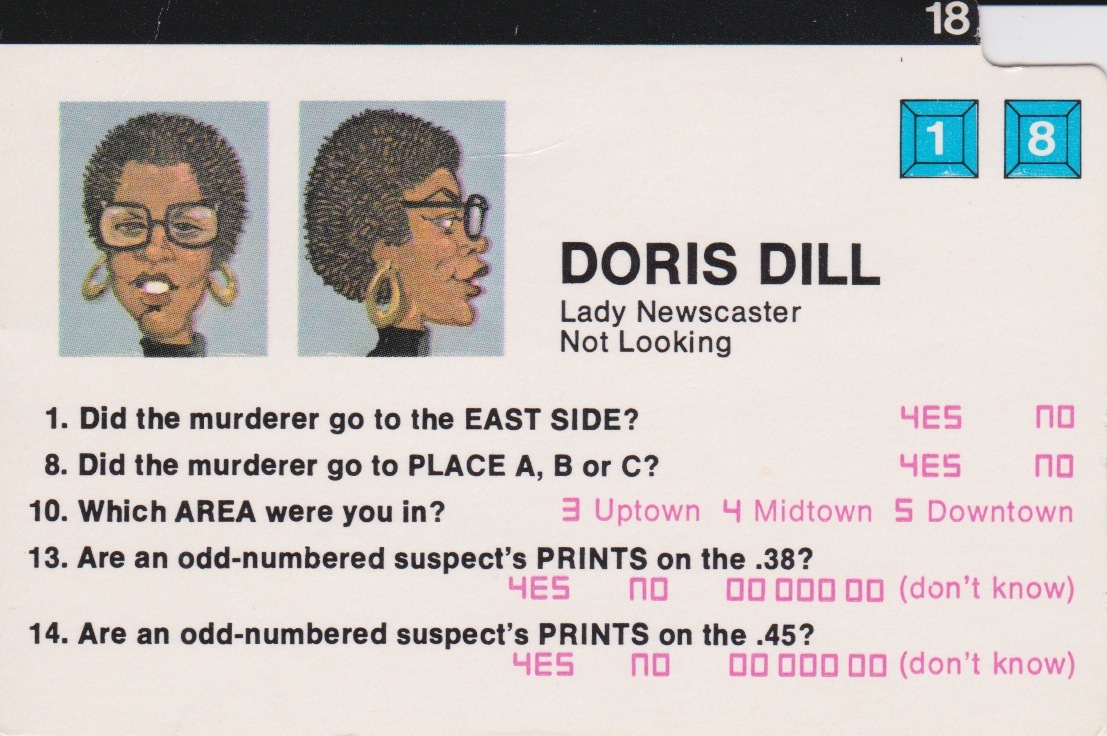 18
1 8
DORIS DILL
Lady Newscaster
Not Looking
1. Did the murderer go to the EAST SIDE? YES NO
8. Did the murderer go to PLACE A, B or C? YES NO
10. Which AREA were you in? 3 Uptown 4 Midtown 5 Downtown
13. Are an odd-numbered suspect's PRINTS on the .38?
YES NO 00 000 00 (don't know)
14. Are an odd-numbered suspect's PRINTS on the .45?
YES NO 00 000 00 (don't know)